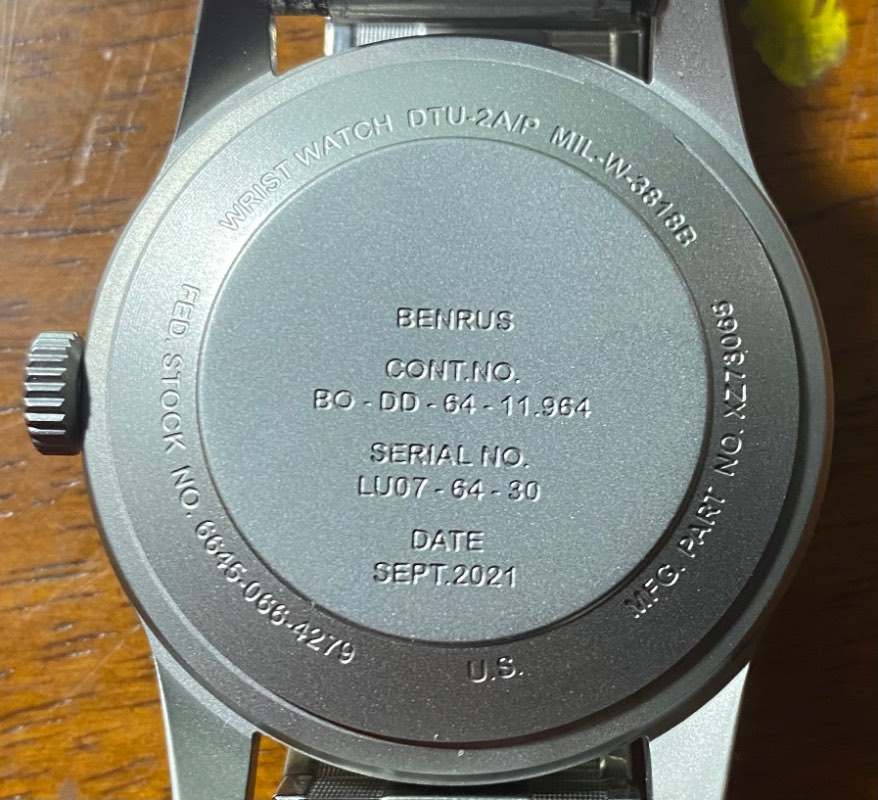 WRIST WATCH DTU-2A/P MIL-W-3818B
BENRUS
CONT.NO.
BO - DD - 64 - 11.964
SERIAL NO.
LU07 - 64 - 30
DATE
SEPT.2021
FED. STOCK NO. 6645-066-4279
U.S.
MFG. PART NO. XZ78098